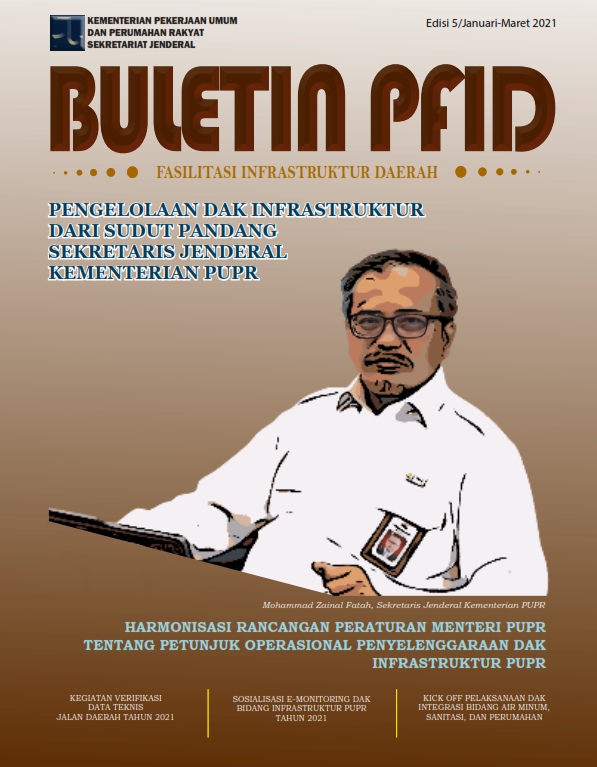 KEMENTERIAN PEKERJAAN UMUM
DAN PERUMAHAN RAKYAT
SEKRETARIAT JENDERAL
Edisi 5/Januari-Maret 2021
BULETIN PFID
FASILITASI INFRASTRUKTUR DAERAH
PENGELOLAAN DAK INFRASTRUKTUR
DARI SUDUT PANDANG
SEKRETARIS JENDERAL
KEMENTERIAN PUPR
Mohammad Zainal Fatah, Sekretaris Jenderal Kementerian PUPR
HARMONISASI RANCANGAN PERATURAN MENTERI PUPR
TENTANG PETUNJUK OPERASIONAL PENYELENGGARAAN DAK
INFRASTRUKTUR PUPR
KEGIATAN VERIFIKASI
DATA TEKNIS
JALAN DAERAH TAHUN 2021
SOSIALISASI E-MONITORING DAK
BIDANG INFRASTRUKTUR PUPR
TAHUN 2021
KICK OFF PELAKSANAAN DAK
INTEGRASI BIDANG AIR MINUM,
SANITASI, DAN PERUMAHAN